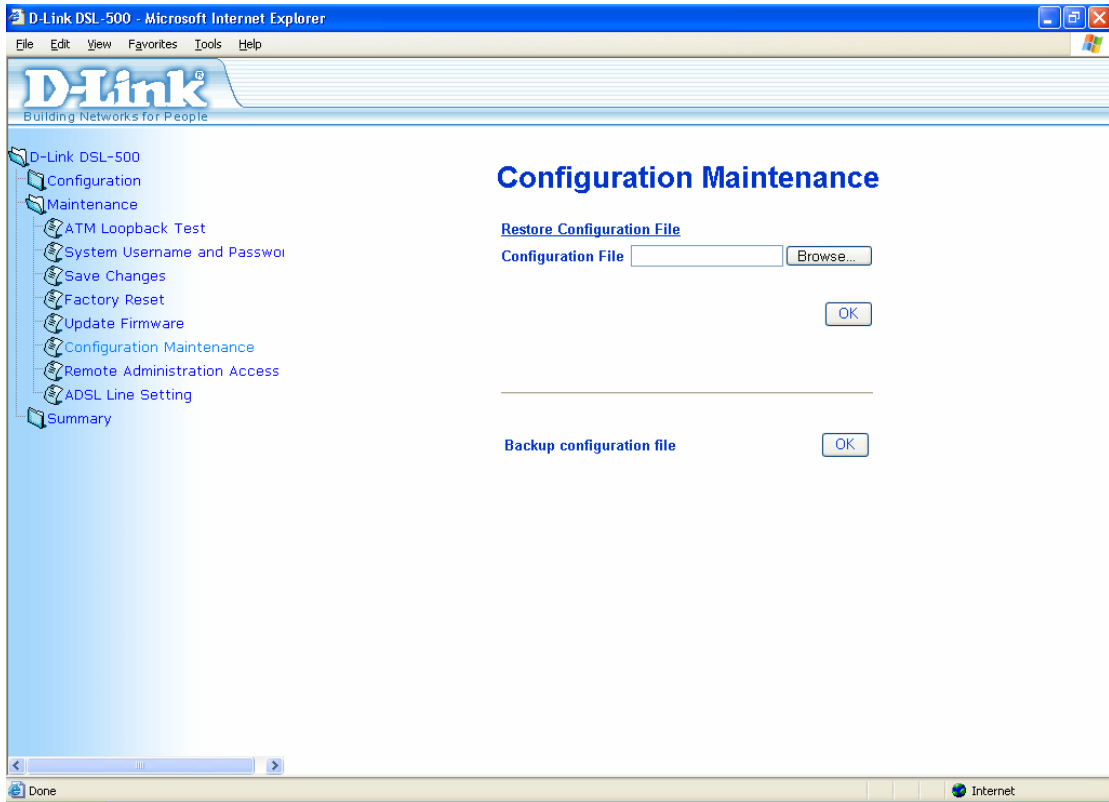 D-Link DSL-500 - Microsoft Internet Explorer
File Edit View Favorites Tools Help
D-Link®
Building Networks for People
D-Link DSL-500
Configuration
Maintenance
ATM Loopback Test
System Username and Passwor
Save Changes
Factory Reset
Update Firmware
Configuration Maintenance
Remote Administration Access
ADSL Line Setting
Summary
Configuration Maintenance
Restore Configuration File
Configuration File Browse...
OK
Backup configuration file OK
Done Internet